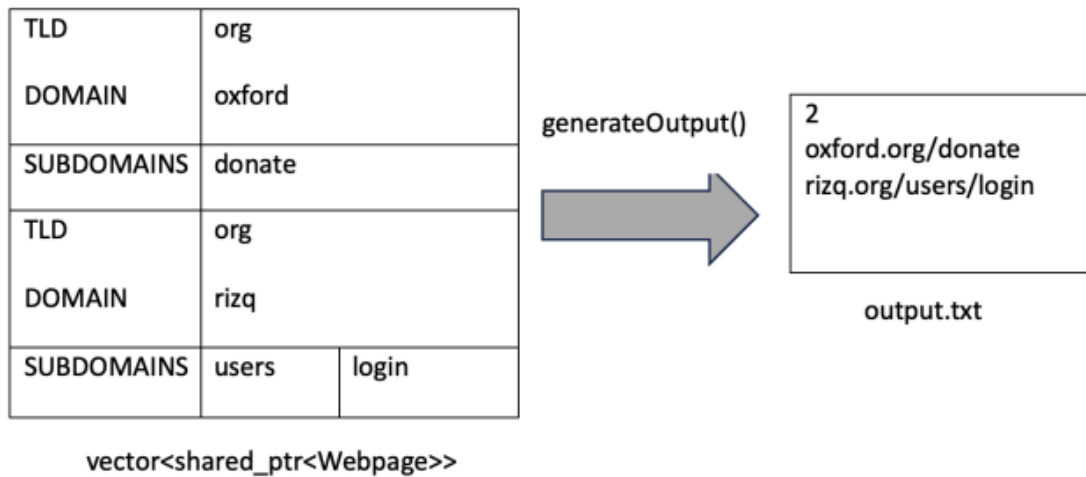 TLD org
DOMAIN oxford
SUBDOMAINS donate
TLD org
DOMAIN rizq
SUBDOMAINS users login
vector<shared_ptr<Webpage>>
generateOutput()
2
oxford.org/donate
rizq.org/users/login
output.txt